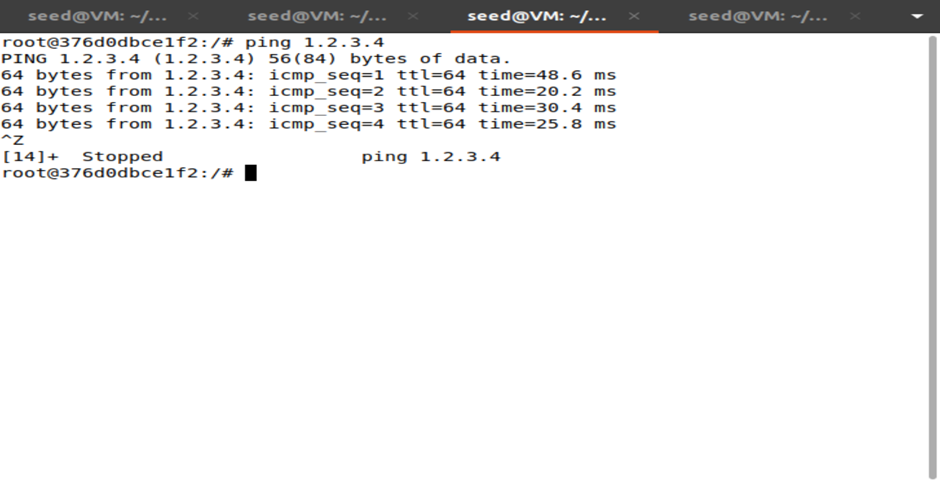 seed@VM: ~/... × seed@VM: ~/... × seed@VM: ~/... × seed@VM: ~/... ×
root@376d0dbce1f2:/# ping 1.2.3.4
PING 1.2.3.4 (1.2.3.4) 56(84) bytes of data.
64 bytes from 1.2.3.4: icmp_seq=1 ttl=64 time=48.6 ms
64 bytes from 1.2.3.4: icmp_seq=2 ttl=64 time=20.2 ms
64 bytes from 1.2.3.4: icmp_seq=3 ttl=64 time=30.4 ms
64 bytes from 1.2.3.4: icmp_seq=4 ttl=64 time=25.8 ms
^Z
[14]+  Stopped                 ping 1.2.3.4
root@376d0dbce1f2:/#